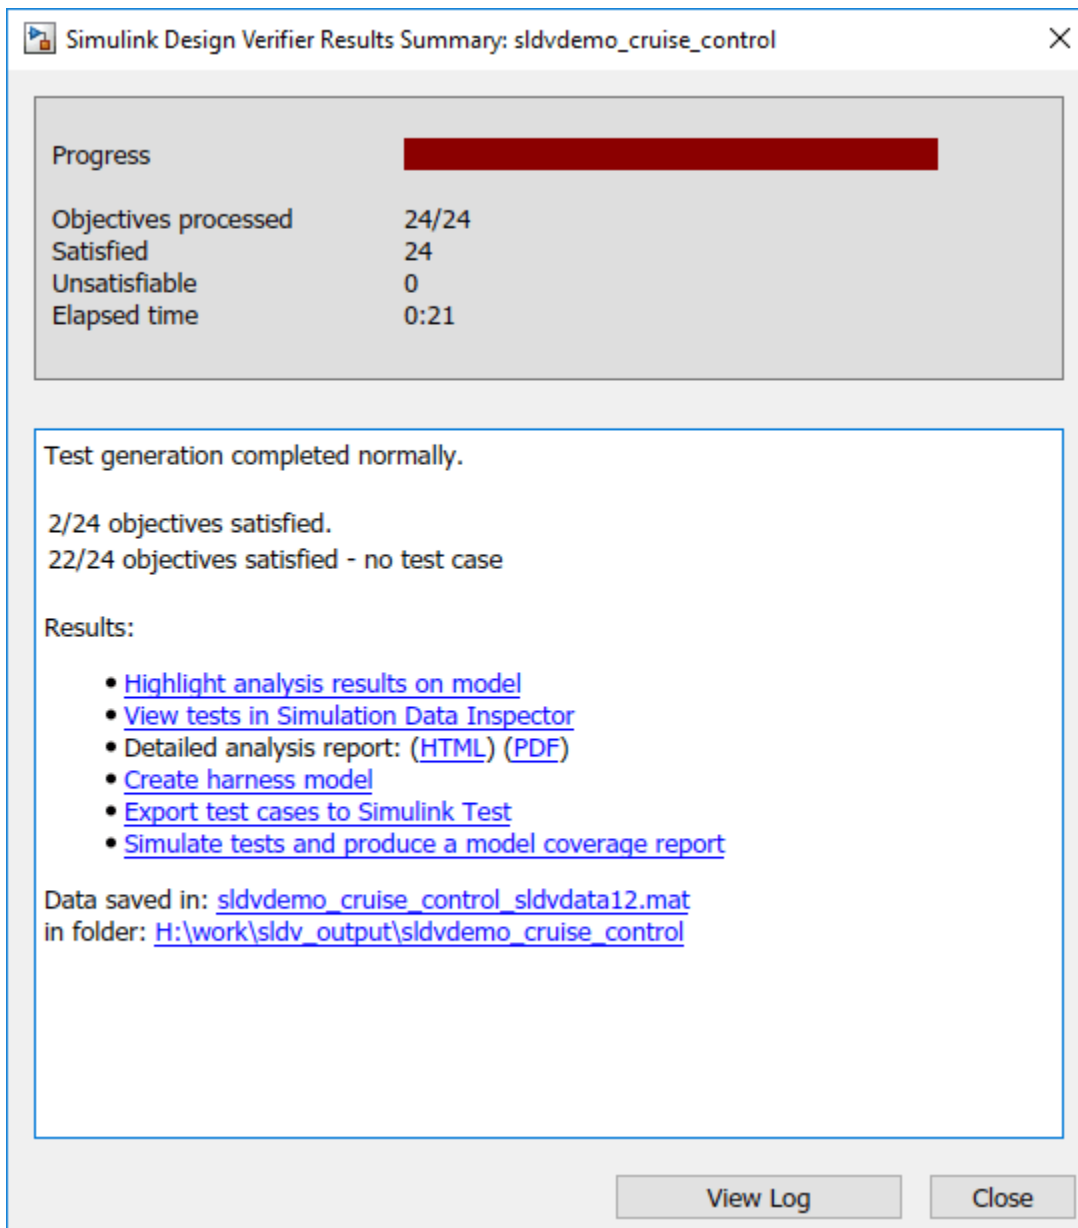 Simulink Design Verifier Results Summary: sldvdemo_cruise_control
Progress
Objectives processed 24/24
Satisfied 24
Unsatisfiable 0
Elapsed time 0:21
Test generation completed normally.
2/24 objectives satisfied.
22/24 objectives satisfied - no test case
Results:
• Highlight analysis results on model
• View tests in Simulation Data Inspector
• Detailed analysis report: (HTML) (PDF)
• Create harness model
• Export test cases to Simulink Test
• Simulate tests and produce a model coverage report
Data saved in: sldvdemo_cruise_control_sldvdata12.mat
in folder: H:\work\sldv_output\sldvdemo_cruise_control
View Log Close